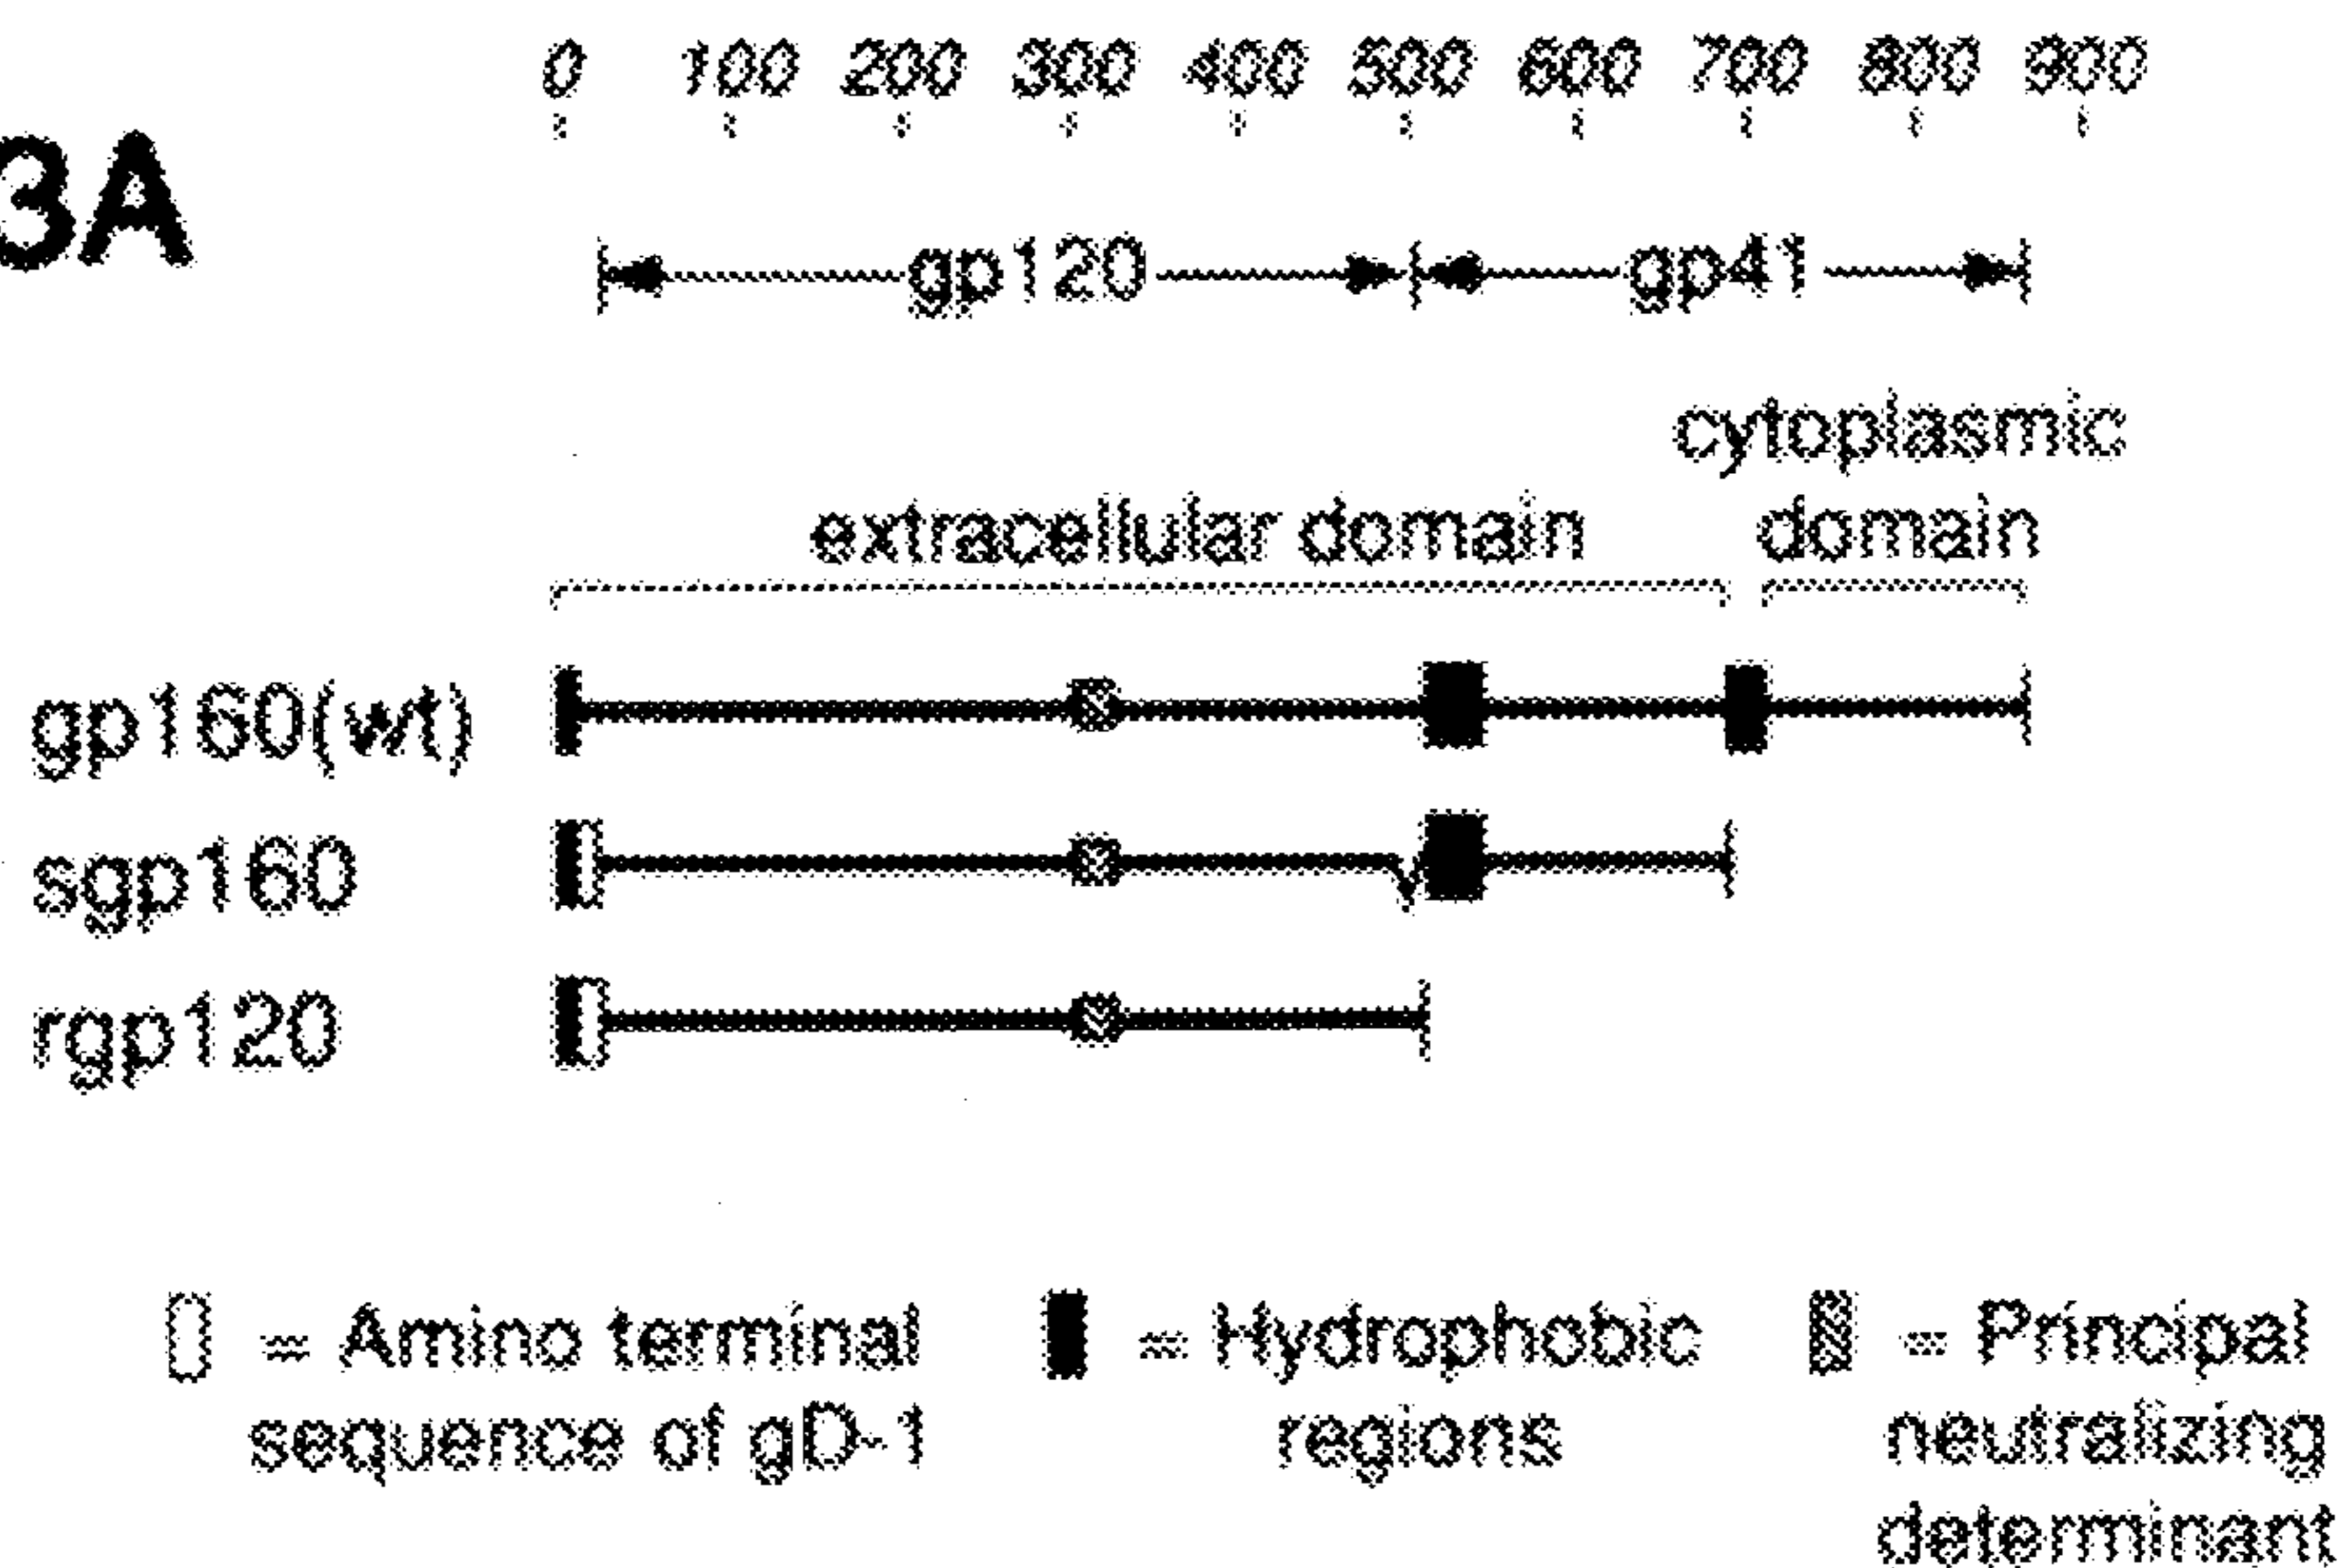 0 100 200 300 400 500 600 700 800 900
3A
gp120 gp41
cytoplasmic
extracellular domain domain
gp160(wt)
sgp160
rgp120
= Amino terminal = Hydrophobic = Principal
sequence of gD-1 regions neutralizing
determinant